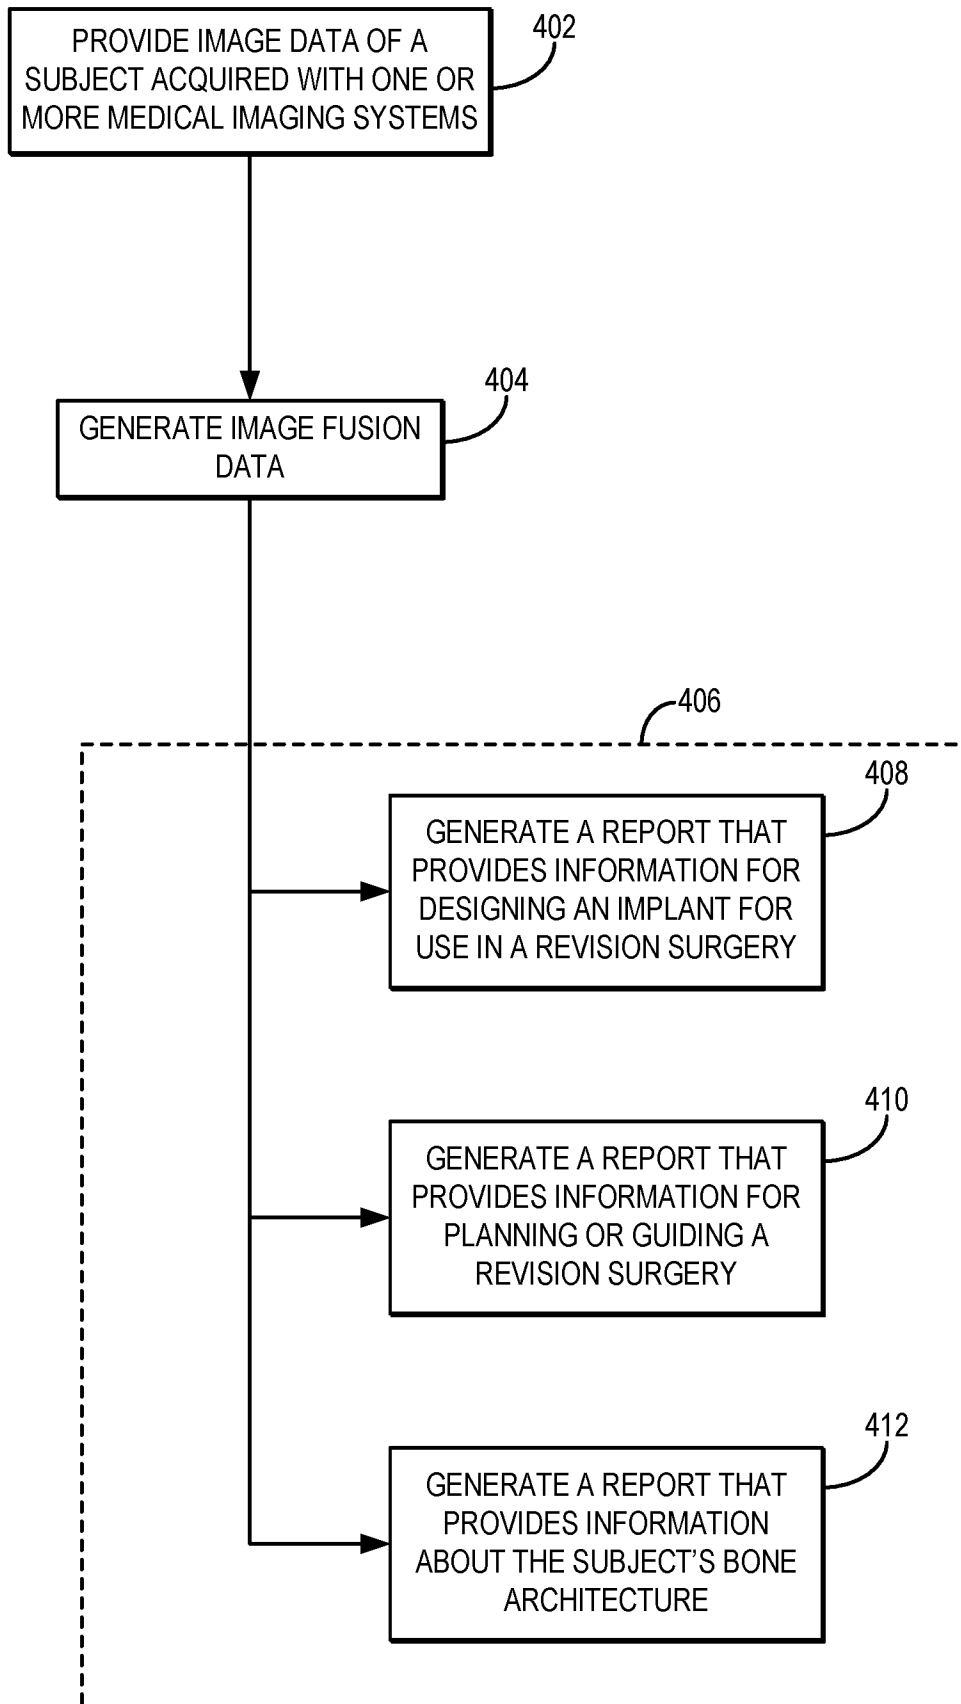 PROVIDE IMAGE DATA OF A
SUBJECT ACQUIRED WITH ONE OR
MORE MEDICAL IMAGING SYSTEMS
402
GENERATE IMAGE FUSION
DATA
404
406
GENERATE A REPORT THAT
PROVIDES INFORMATION FOR
DESIGNING AN IMPLANT FOR
USE IN A REVISION SURGERY
408
GENERATE A REPORT THAT
PROVIDES INFORMATION FOR
PLANNING OR GUIDING A
REVISION SURGERY
410
GENERATE A REPORT THAT
PROVIDES INFORMATION
ABOUT THE SUBJECT'S BONE
ARCHITECTURE
412